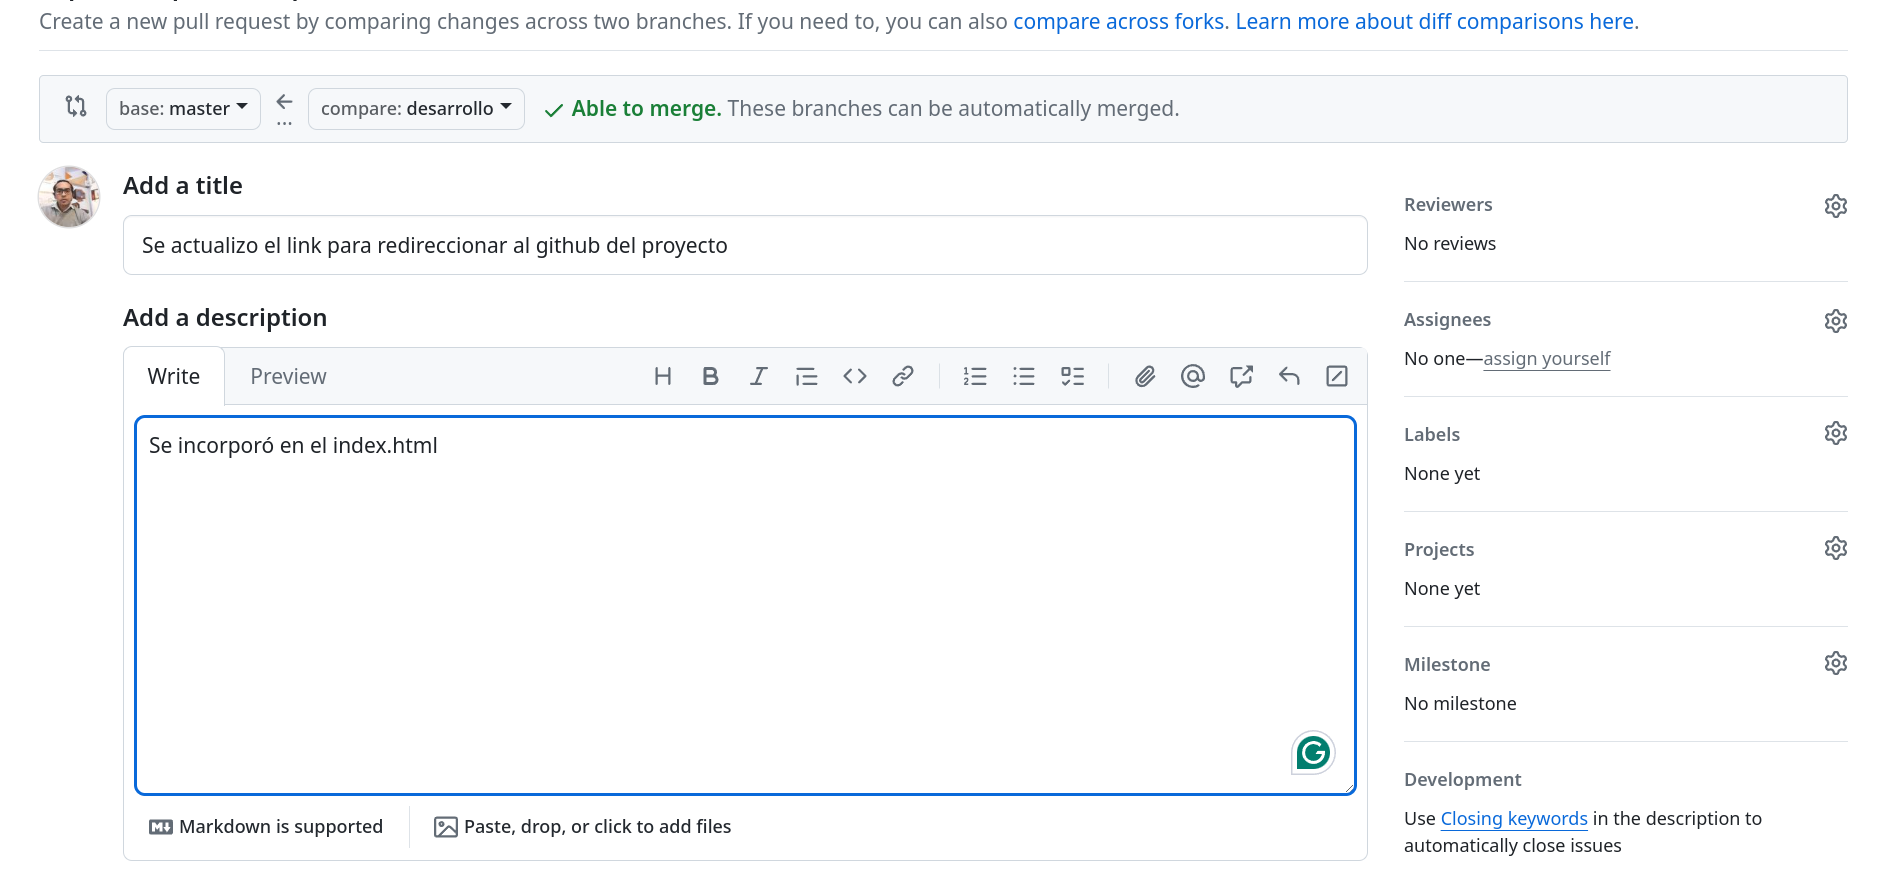 Create a new pull request by comparing changes across two branches. If you need to, you can also compare across forks. Learn more about diff comparisons here.
base: master
...
compare: desarrollo
Able to merge. These branches can be automatically merged.
Add a title
Se actualizo el link para redireccionar al github del proyecto
Add a description
Write
Preview
Se incorporó en el index.html
Markdown is supported
Paste, drop, or click to add files
Reviewers
No reviews
Assignees
No one—assign yourself
Labels
None yet
Projects
None yet
Milestone
No milestone
Development
Use Closing keywords in the description to
automatically close issues